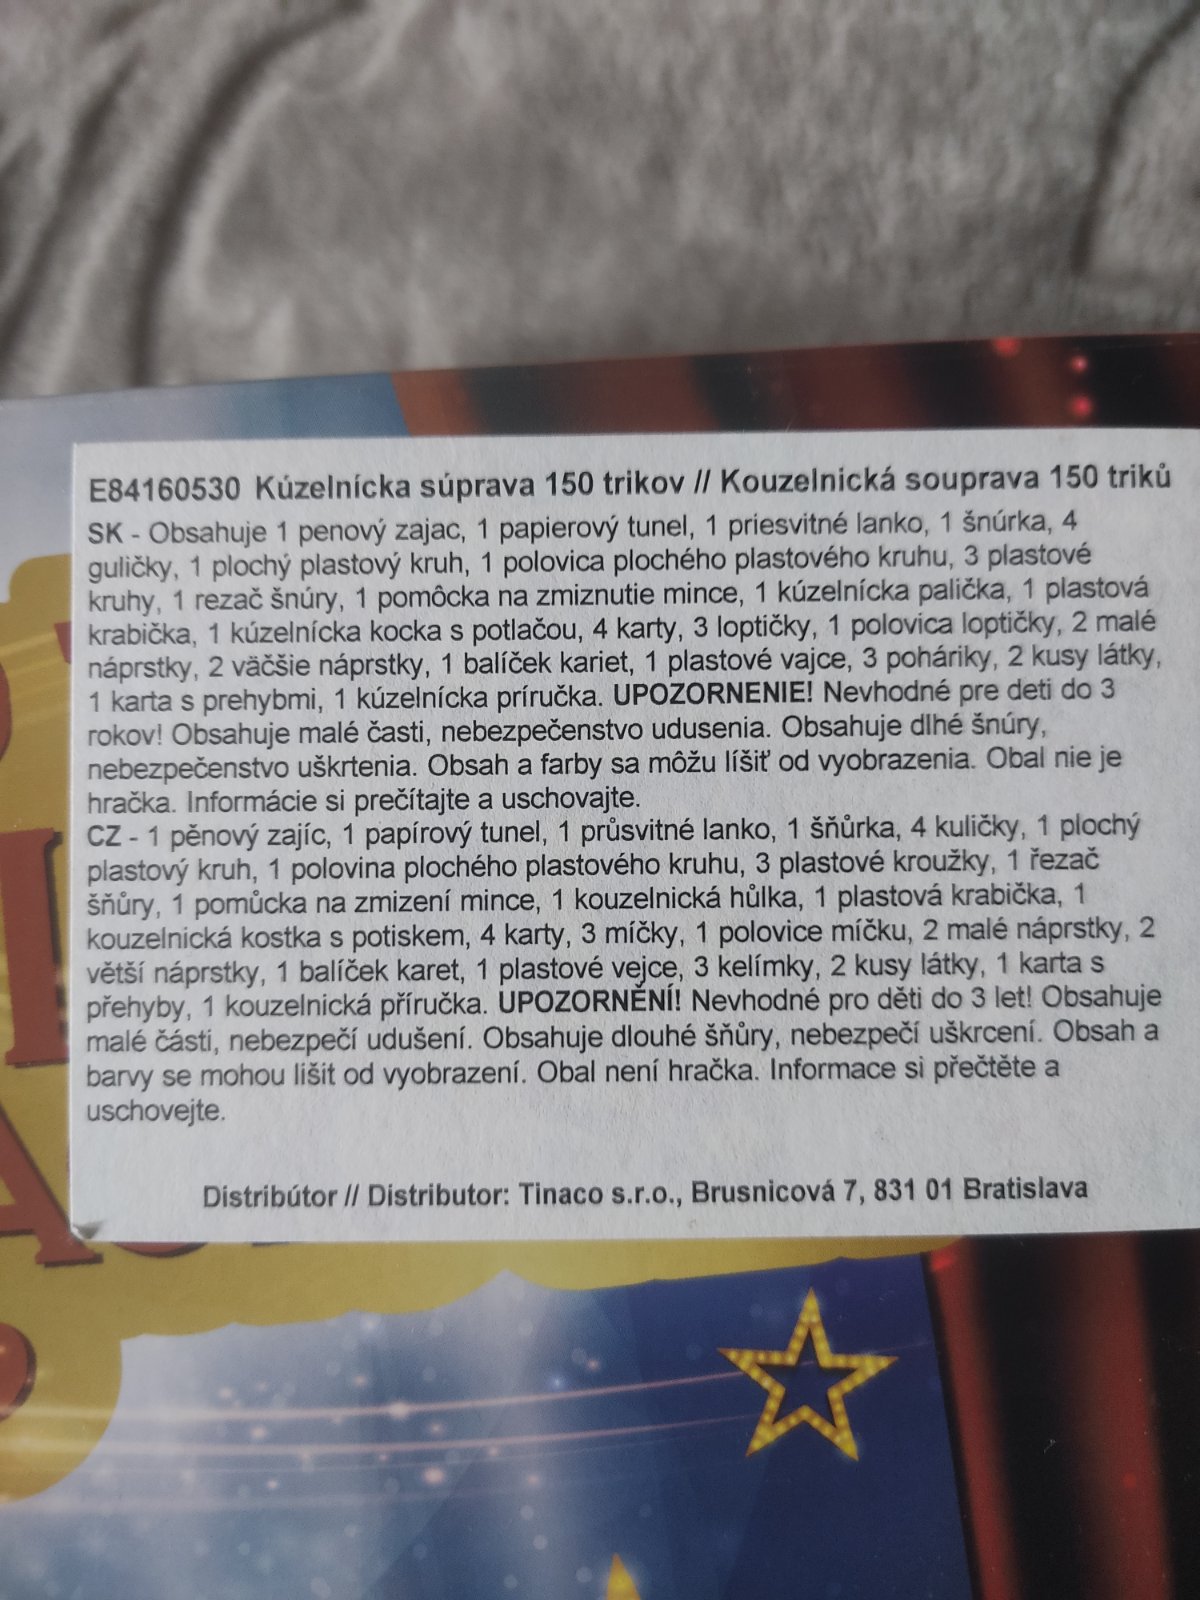 E84160530 Kúzelnícka súprava 150 trikov // Kouzelnická souprava 150 triků
SK - Obsahuje 1 penový zajac, 1 papierový tunel, 1 priesvitné lanko, 1 šnúrka, 4
guličky, 1 plochý plastový kruh, 1 polovica plochého plastového kruhu, 3 plastové
kruhy, 1 rezač šnúry, 1 pomôcka na zmiznutie mince, 1 kúzelnícka palička, 1 plastová
krabička, 1 kúzelnícka kocka s potlačou, 4 karty, 3 loptičky, 1 polovica loptičky, 2 malé
náprstky, 2 väčšie náprstky, 1 balíček kariet, 1 plastové vajce, 3 poháriky, 2 kusy látky,
1 karta s prehybmi, 1 kúzelnícka príručka. UPOZORNENIE! Nevhodné pre deti do 3
rokov! Obsahuje malé časti, nebezpečenstvo udusenia. Obsahuje dlhé šnúry,
nebezpečenstvo uškrtenia. Obsah a farby sa môžu líšiť od vyobrazenia. Obal nie je
hračka. Informácie si prečítajte a uschovajte.
CZ - 1 pěnový zajíc, 1 papírový tunel, 1 průsvitné lanko, 1 šňůrka, 4 kuličky, 1 plochý
plastový kruh, 1 polovina plochého plastového kruhu, 3 plastové kroužky, 1 řezač
šňůry, 1 pomůcka na zmizení mince, 1 kouzelnická hůlka, 1 plastová krabička, 1
kouzelnická kostka s potiskem, 4 karty, 3 míčky, 1 polovice míčku, 2 malé náprstky, 2
větší náprstky, 1 balíček karet, 1 plastové vejce, 3 kelímky, 2 kusy látky, 1 karta s
přehyby, 1 kouzelnická příručka. UPOZORNĚNÍ! Nevhodné pro děti do 3 let! Obsahuje
malé části, nebezpečí udušení. Obsahuje dlouhé šňůry, nebezpečí uškrcení. Obsah a
barvy se mohou lišit od vyobrazení. Obal není hračka. Informace si přečtěte a
uschovejte.
Distribútor // Distributor: Tinaco s.r.o., Brusnicová 7, 831 01 Bratislava